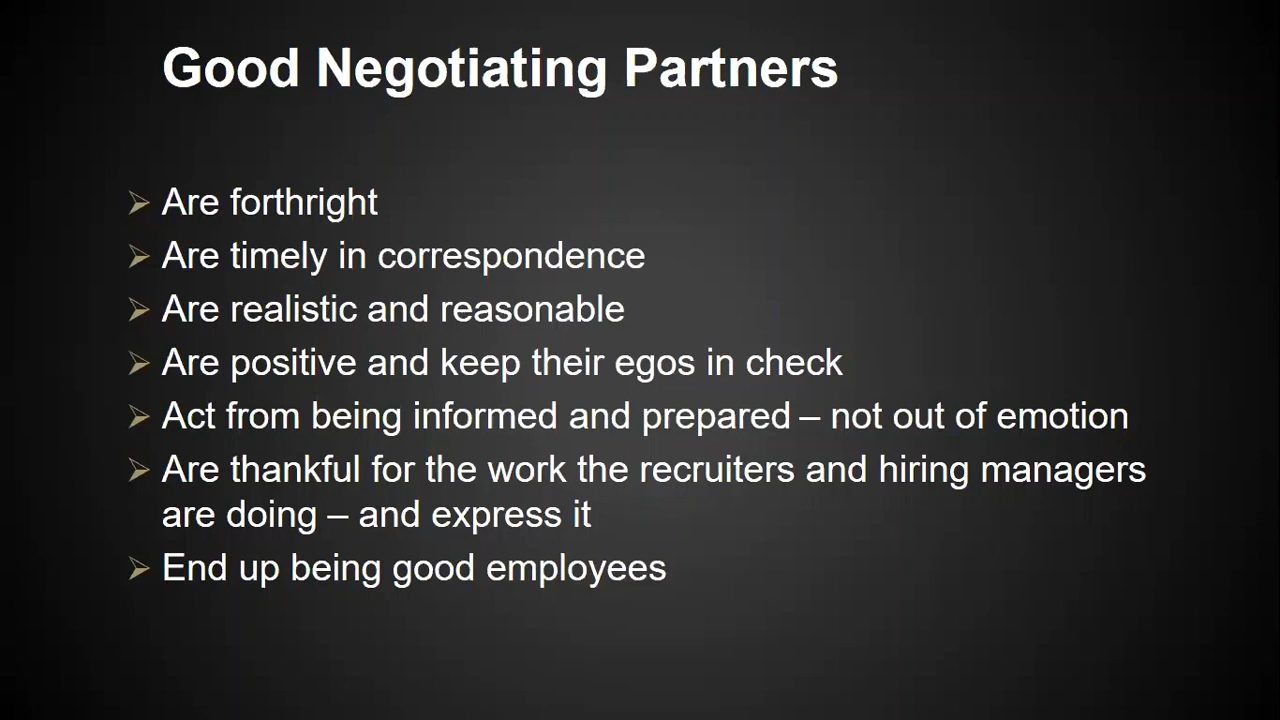 Good Negotiating Partners
Are forthright
Are timely in correspondence
Are realistic and reasonable
Are positive and keep their egos in check
Act from being informed and prepared – not out of emotion
Are thankful for the work the recruiters and hiring managers
are doing – and express it
End up being good employees